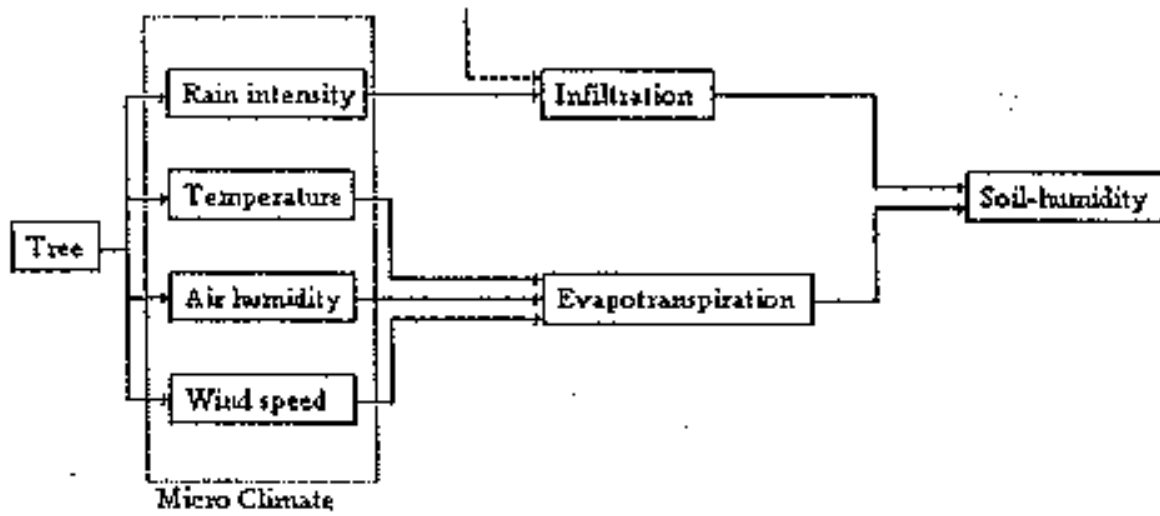 Rain intensity
Infiltration
Temperature
Soil-humidity
Tree
Air humidity
Evapotranspiration
Wind speed
Micro Climate